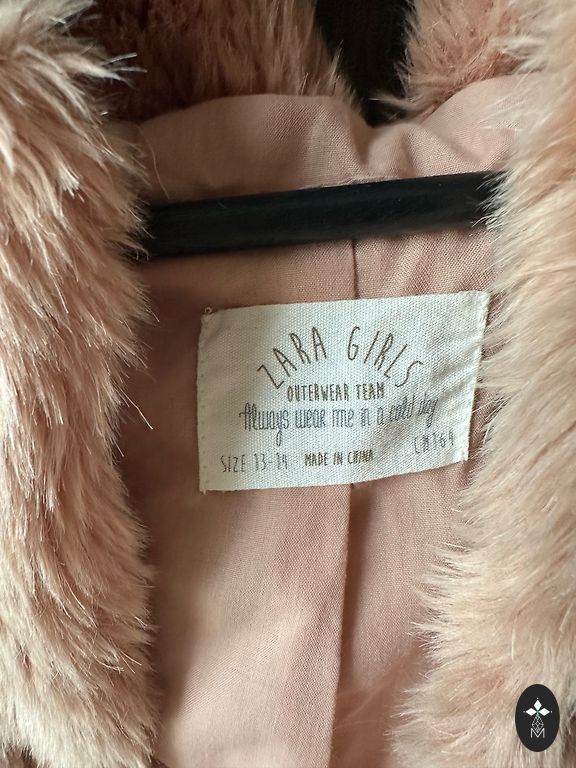 ZARA GIRLS
OUTERWEAR TEAM
Always wear me in a cold day
SIZE 13-14 MADE IN CHINA CM164
M